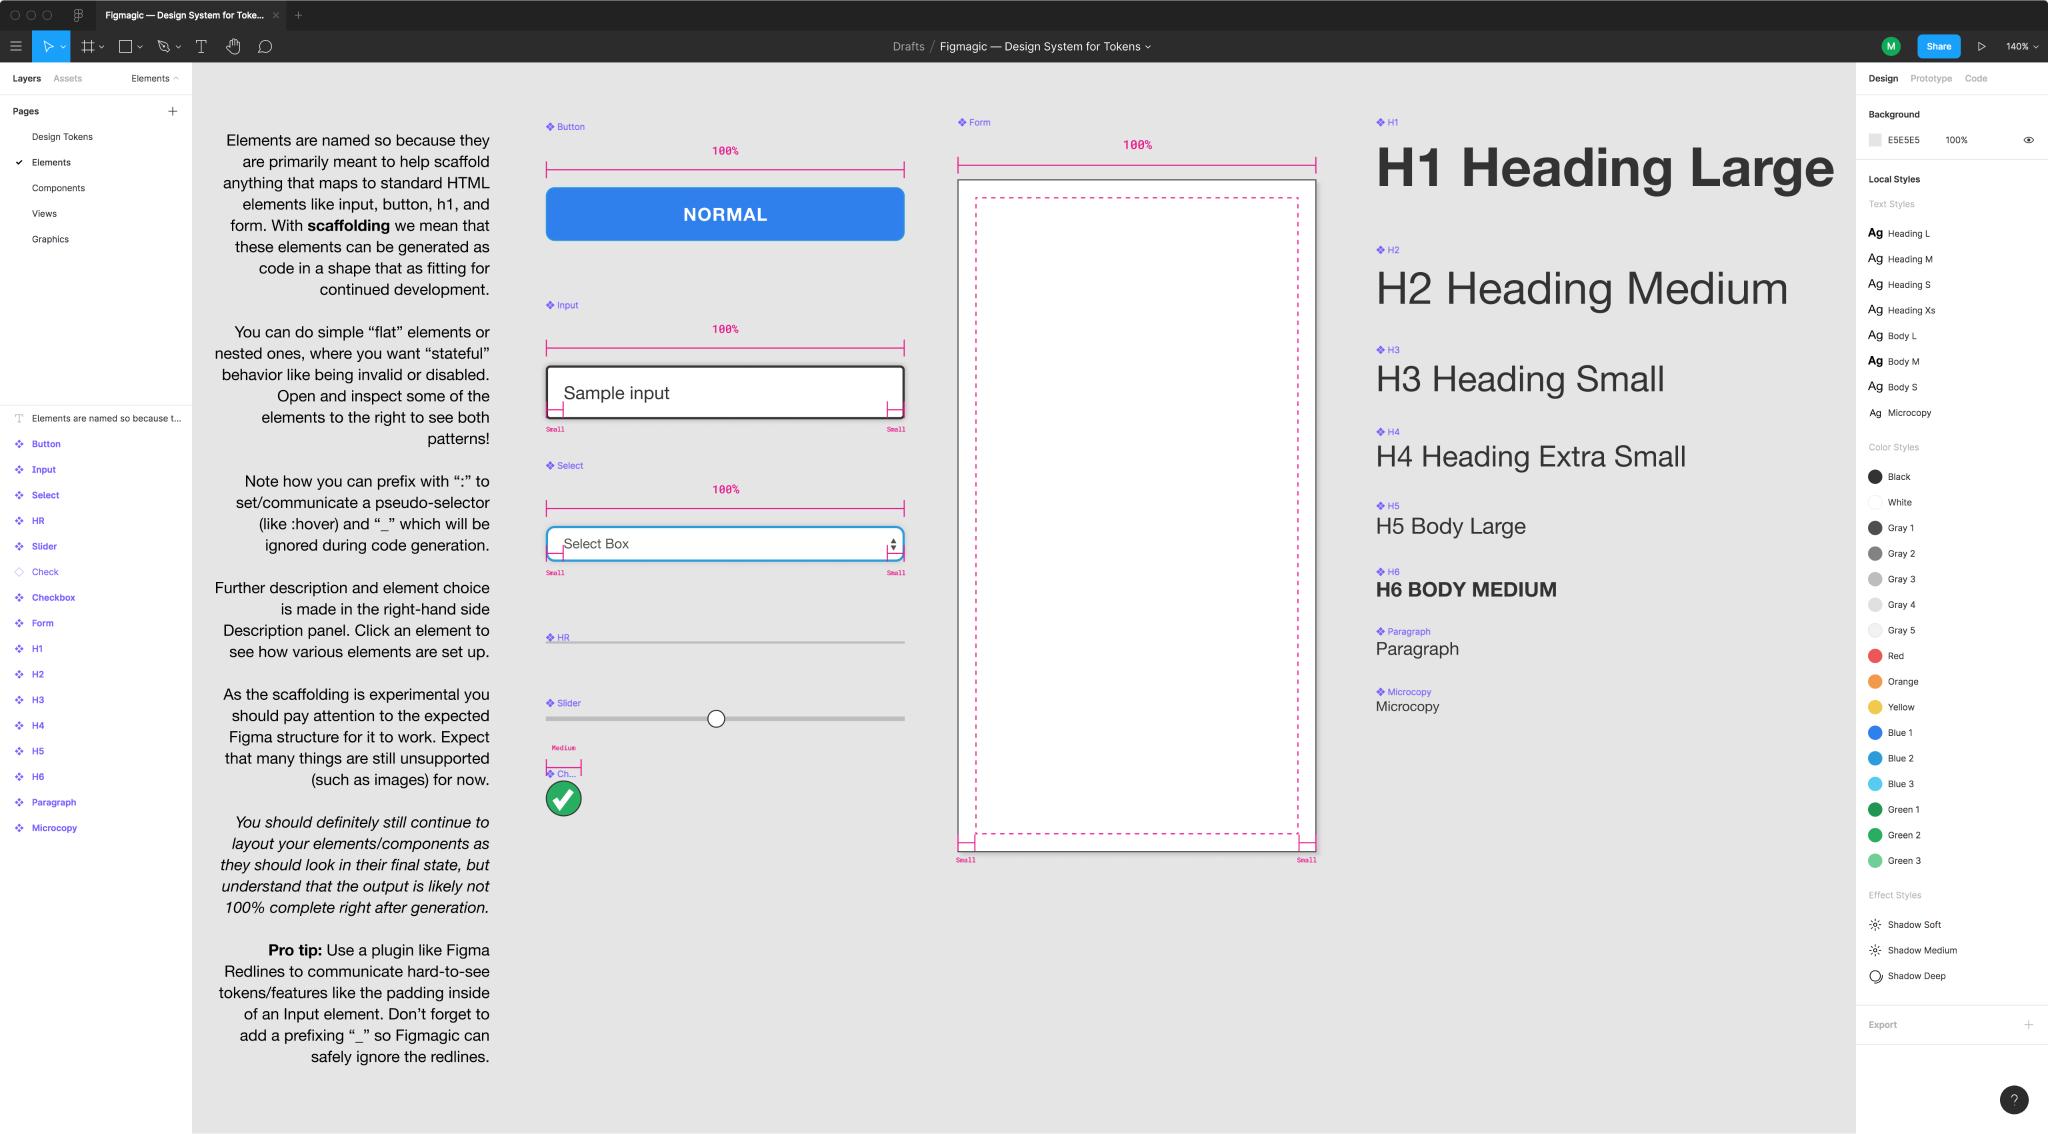 Figmagic — Design System for Toke...
Drafts / Figmagic — Design System for Tokens
M
Share
140%
Layers
Assets
Elements
Pages
Design Tokens
Elements
Components
Views
Graphics
Elements are named so because t...
Button
Input
Select
HR
Slider
Check
Checkbox
Form
H1
H2
H3
H4
H5
H6
Paragraph
Microcopy
Elements are named so because they
are primarily meant to help scaffold
anything that maps to standard HTML
elements like input, button, h1, and
form. With scaffolding we mean that
these elements can be generated as
code in a shape that as fitting for
continued development.
You can do simple “flat” elements or
nested ones, where you want “stateful”
behavior like being invalid or disabled.
Open and inspect some of the
elements to the right to see both
patterns!
Note how you can prefix with “:” to
set/communicate a pseudo-selector
(like :hover) and “_” which will be
ignored during code generation.
Further description and element choice
is made in the right-hand side
Description panel. Click an element to
see how various elements are set up.
As the scaffolding is experimental you
should pay attention to the expected
Figma structure for it to work. Expect
that many things are still unsupported
(such as images) for now.
You should definitely still continue to
layout your elements/components as
they should look in their final state, but
understand that the output is likely not
100% complete right after generation.
Pro tip: Use a plugin like Figma
Redlines to communicate hard-to-see
tokens/features like the padding inside
of an Input element. Don’t forget to
add a prefixing “_” so Figmagic can
safely ignore the redlines.
Button
100%
NORMAL
Input
100%
Sample input
Small
Small
Select
100%
Select Box
Small
Small
HR
Slider
Medium
Ch...
Form
100%
Small
Small
H1
H1 Heading Large
H2
H2 Heading Medium
H3
H3 Heading Small
H4
H4 Heading Extra Small
H5
H5 Body Large
H6
H6 BODY MEDIUM
Paragraph
Paragraph
Microcopy
Microcopy
Design
Prototype
Code
Background
E5E5E5
100%
Local Styles
Text Styles
Ag Heading L
Ag Heading M
Ag Heading S
Ag Heading Xs
Ag Body L
Ag Body M
Ag Body S
Ag Microcopy
Color Styles
Black
White
Gray 1
Gray 2
Gray 3
Gray 4
Gray 5
Red
Orange
Yellow
Blue 1
Blue 2
Blue 3
Green 1
Green 2
Green 3
Effect Styles
Shadow Soft
Shadow Medium
Shadow Deep
Export
?